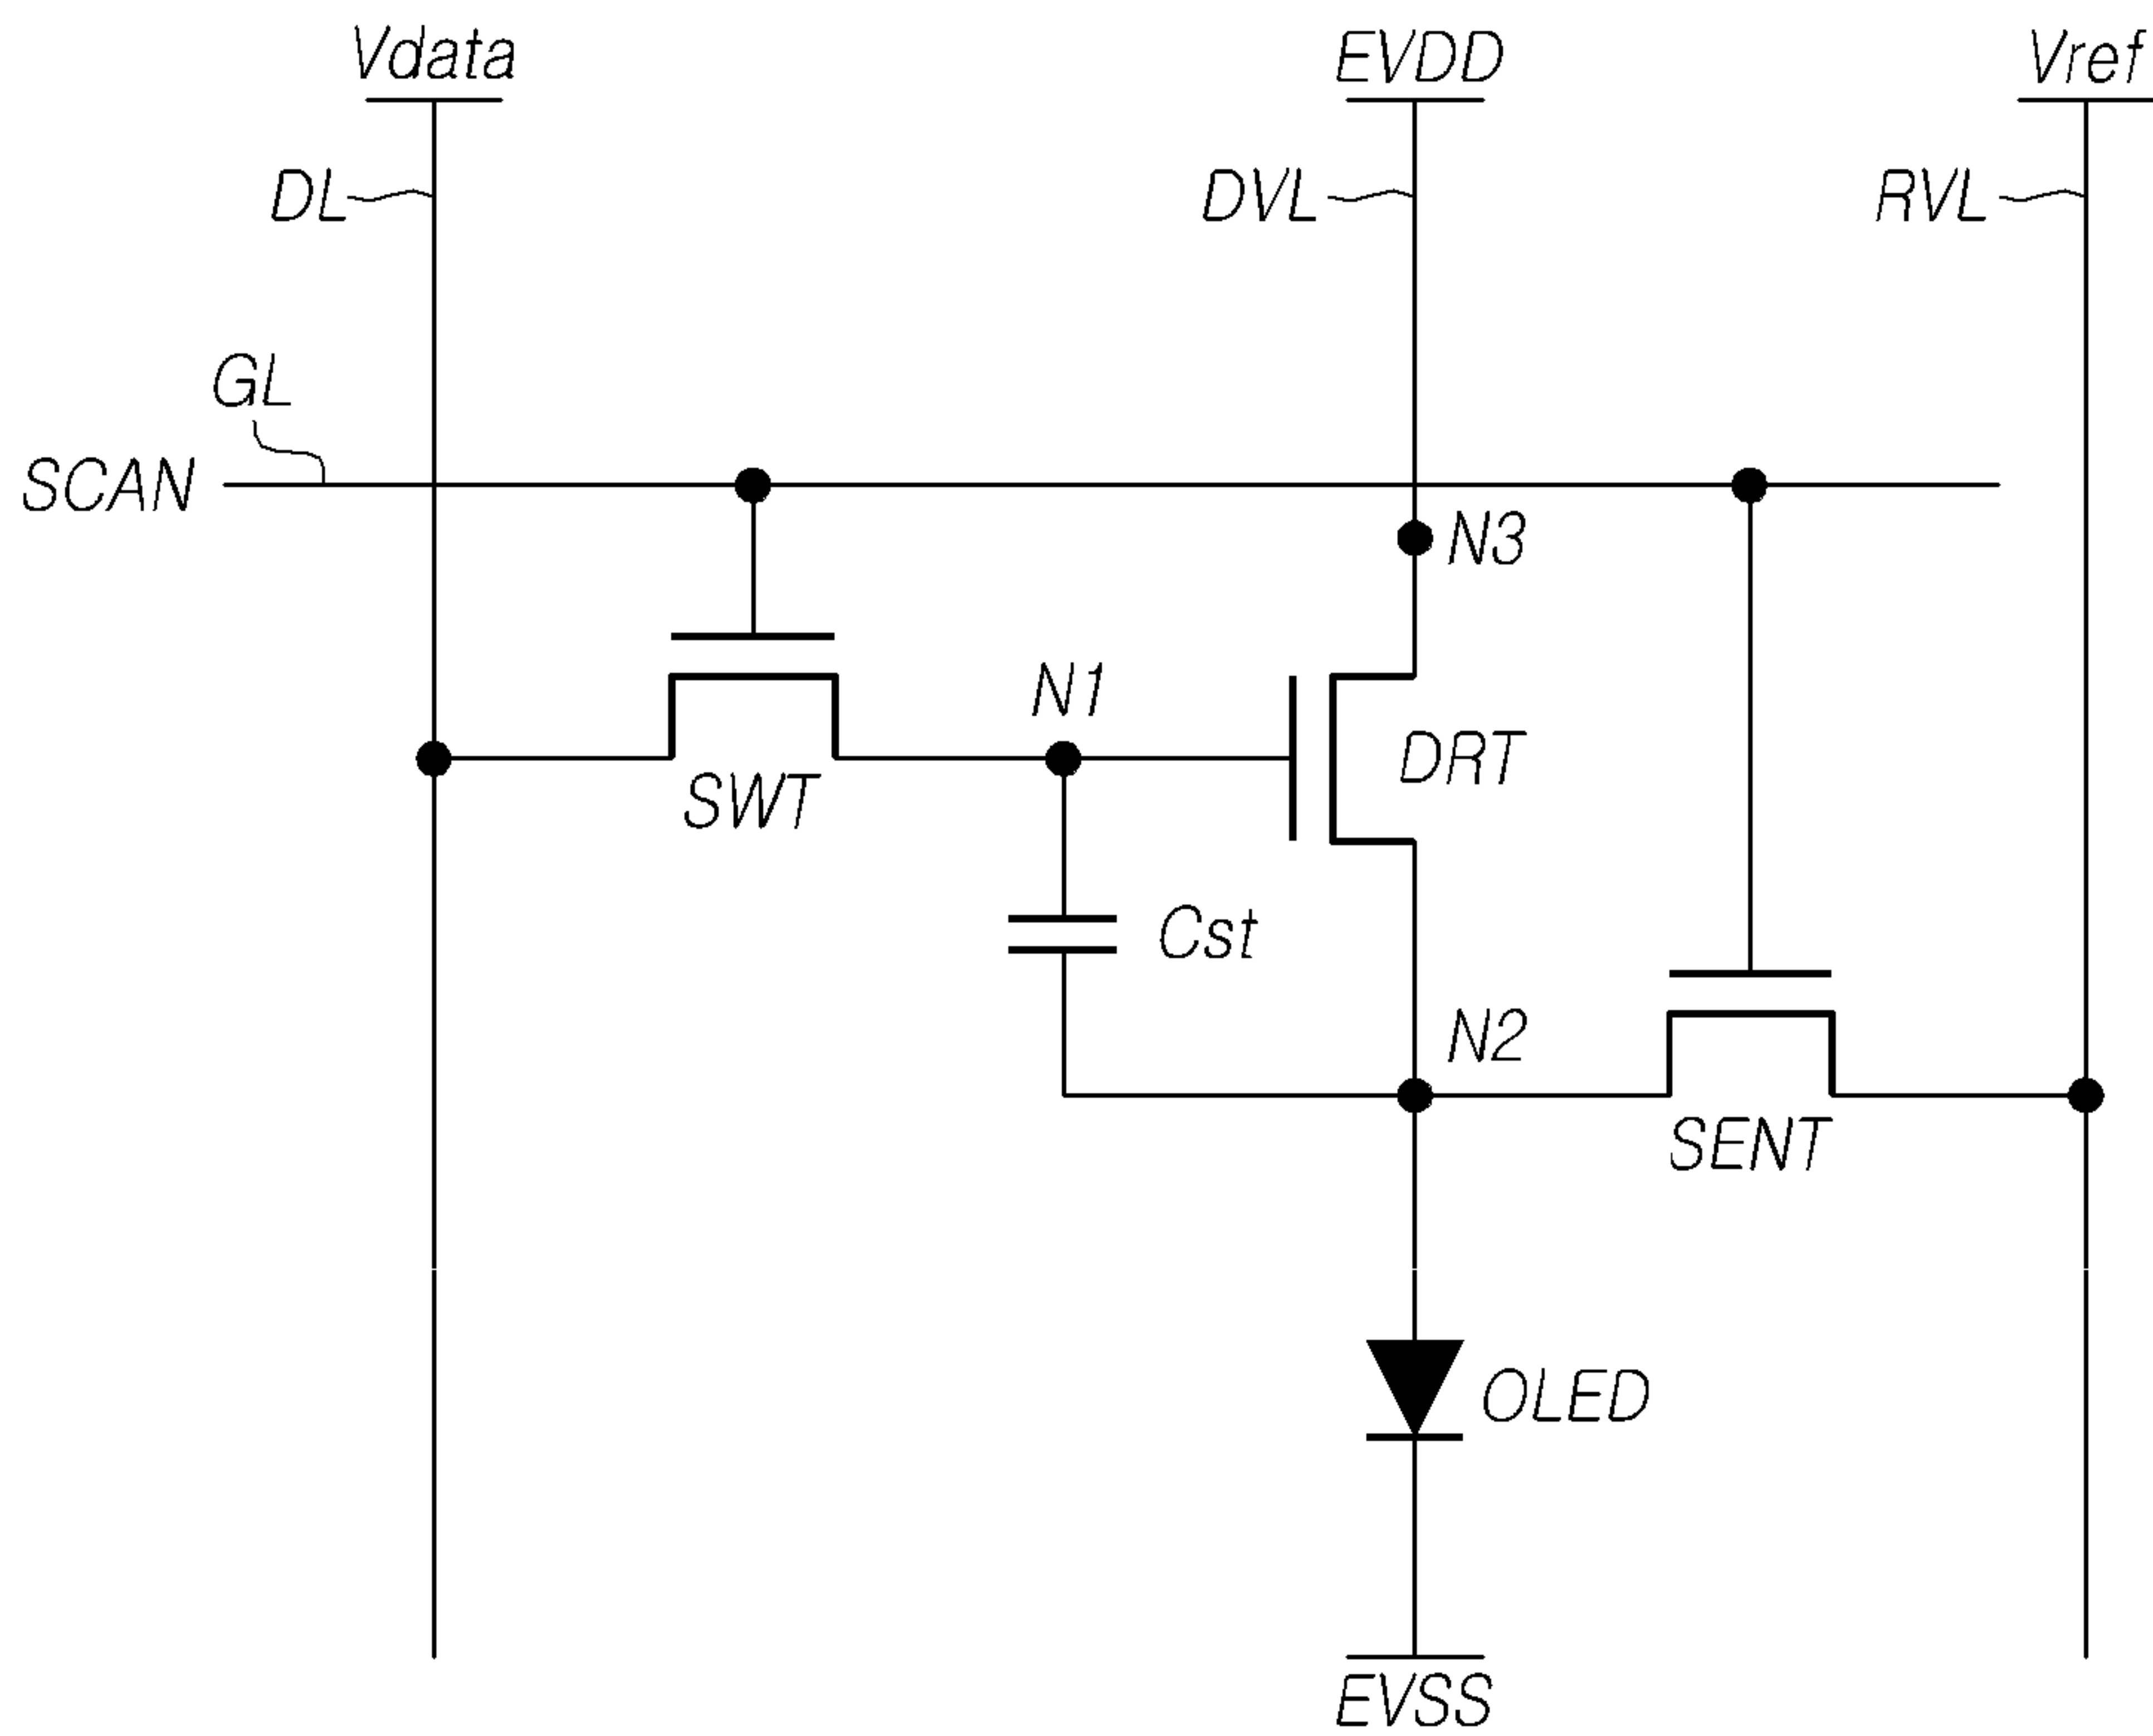 Vdata
EVDD
Vref
DL
DVL
RVL
GL
SCAN
N3
N1
DRT
SWT
Cst
N2
SENT
OLED
EVSS